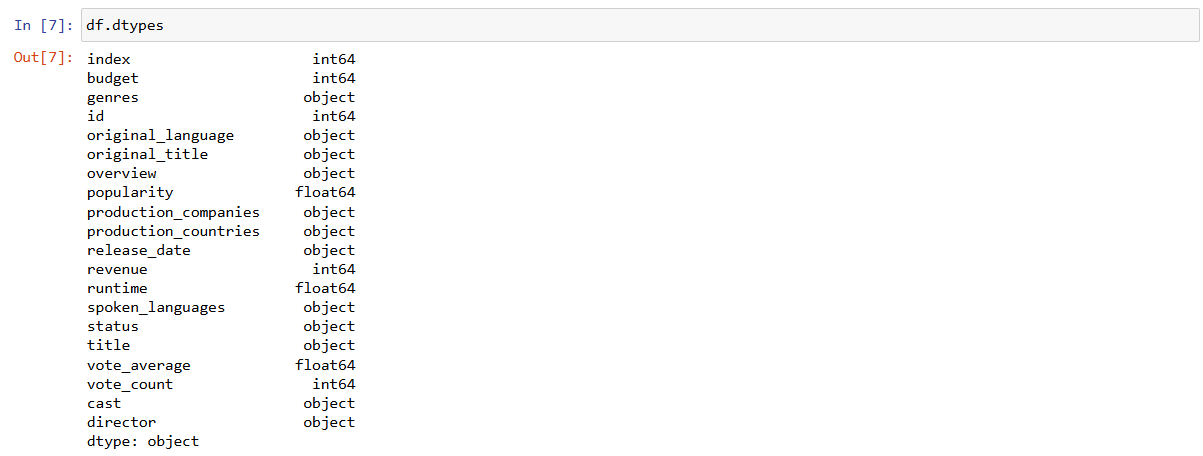 In [7]: df.dtypes
Out[7]: index int64
budget int64
genres object
id int64
original_language object
original_title object
overview object
popularity float64
production_companies object
production_countries object
release_date object
revenue int64
runtime float64
spoken_languages object
status object
title object
vote_average float64
vote_count int64
cast object
director object
dtype: object